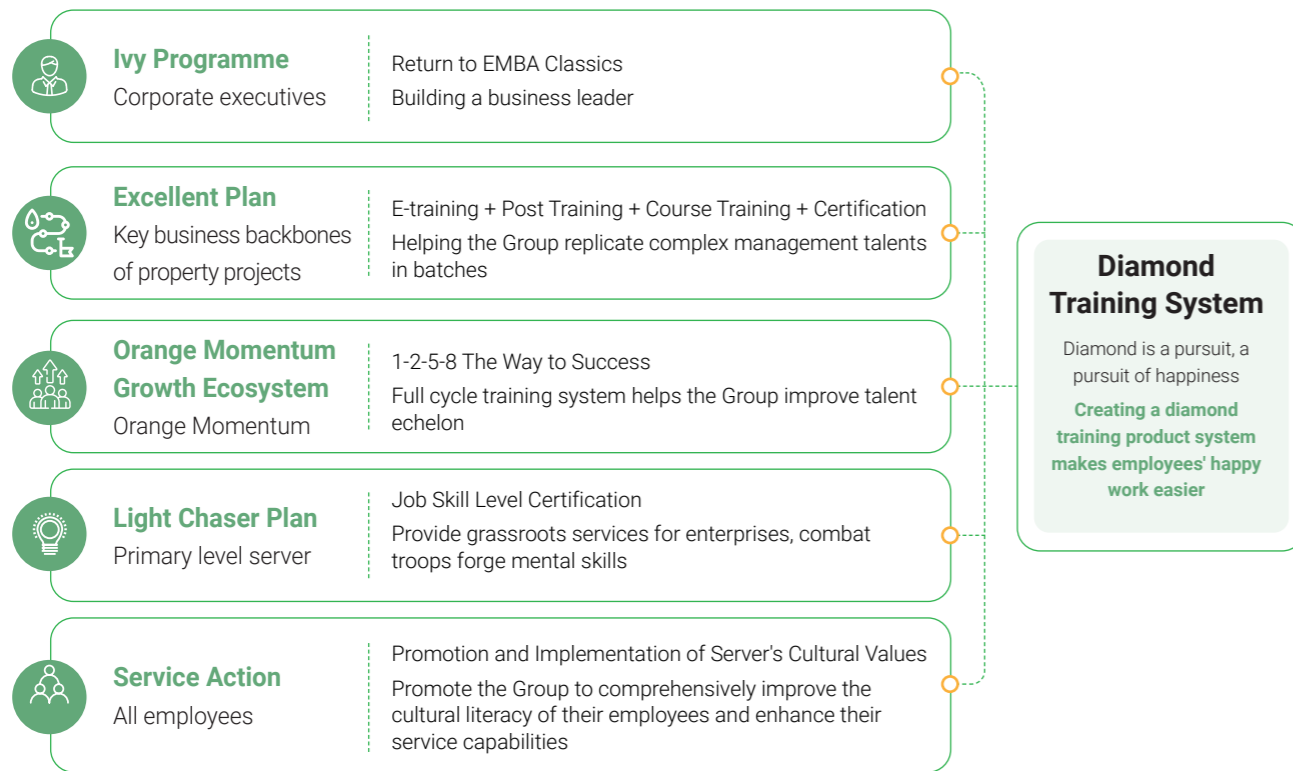 Ivy Programme
Corporate executives
Return to EMBA Classics
Building a business leader
Excellent Plan
Key business backbones
of property projects
E-training + Post Training + Course Training + Certification
Helping the Group replicate complex management talents
in batches
Orange Momentum
Growth Ecosystem
Orange Momentum
1-2-5-8 The Way to Success
Full cycle training system helps the Group improve talent
echelon
Light Chaser Plan
Primary level server
Job Skill Level Certification
Provide grassroots services for enterprises, combat
troops forge mental skills
Service Action
All employees
Promotion and Implementation of Server's Cultural Values
Promote the Group to comprehensively improve the
cultural literacy of their employees and enhance their
service capabilities
Diamond
Training System
Diamond is a pursuit, a
pursuit of happiness
Creating a diamond
training product system
makes employees' happy
work easier